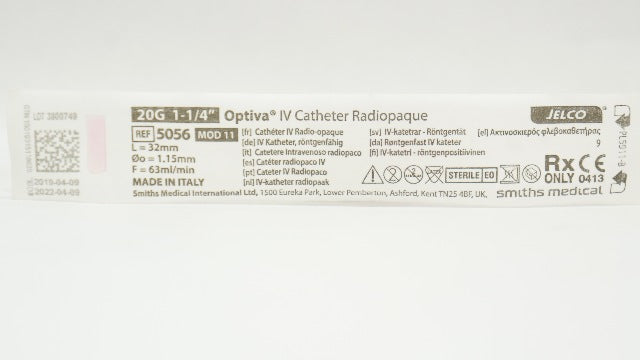 LOT 3800749
2019-04-09
2022-04-09
20G 1-1/4” Optiva® IV Catheter Radiopaque
JELCO®
REF 5056 MOD 11
L = 32mm
Øo = 1.15mm
F = 63ml/min
MADE IN ITALY
[fr] Cathéter IV Radio-opaque
[de] IV Katheter, röntgenfähig
[it] Catetere intravenoso radiopaco
[es] Catéter radiopaco IV
[pt] Cateter IV Radiopaco
[nl] IV-katheter radiopaak
[sv] IV-katetrar - Röntgentät
[da] Røntgenfast IV kateter
[fi] IV-katetri - röntgenpositiivinen
[el] Ακτινοσκιερός φλεβοκαθετήρας
9
STERILE EO
Rx ONLY
CE 0413
Smiths Medical International Ltd, 1500 Eureka Park, Lower Pemberton, Ashford, Kent TN25 4BF, UK.
smiths medical